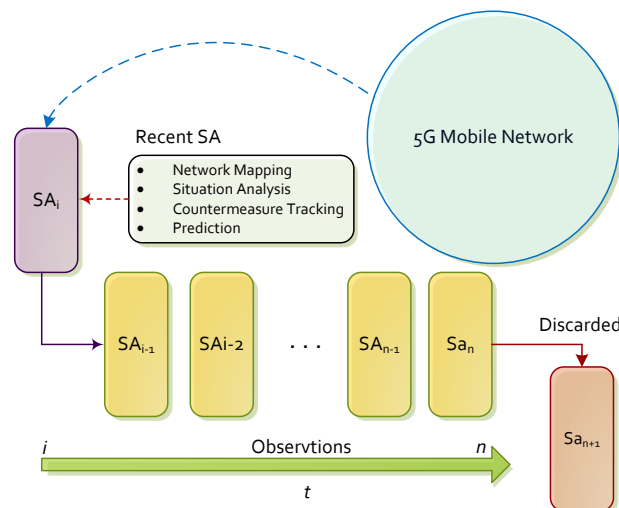 5G Mobile Network
Recent SA
• Network Mapping
• Situation Analysis
• Countermeasure Tracking
• Prediction
SAi
SAi-1
SAi-2
. . .
SAn-1
San
Discarded
San+1
i
Observtions
n
t